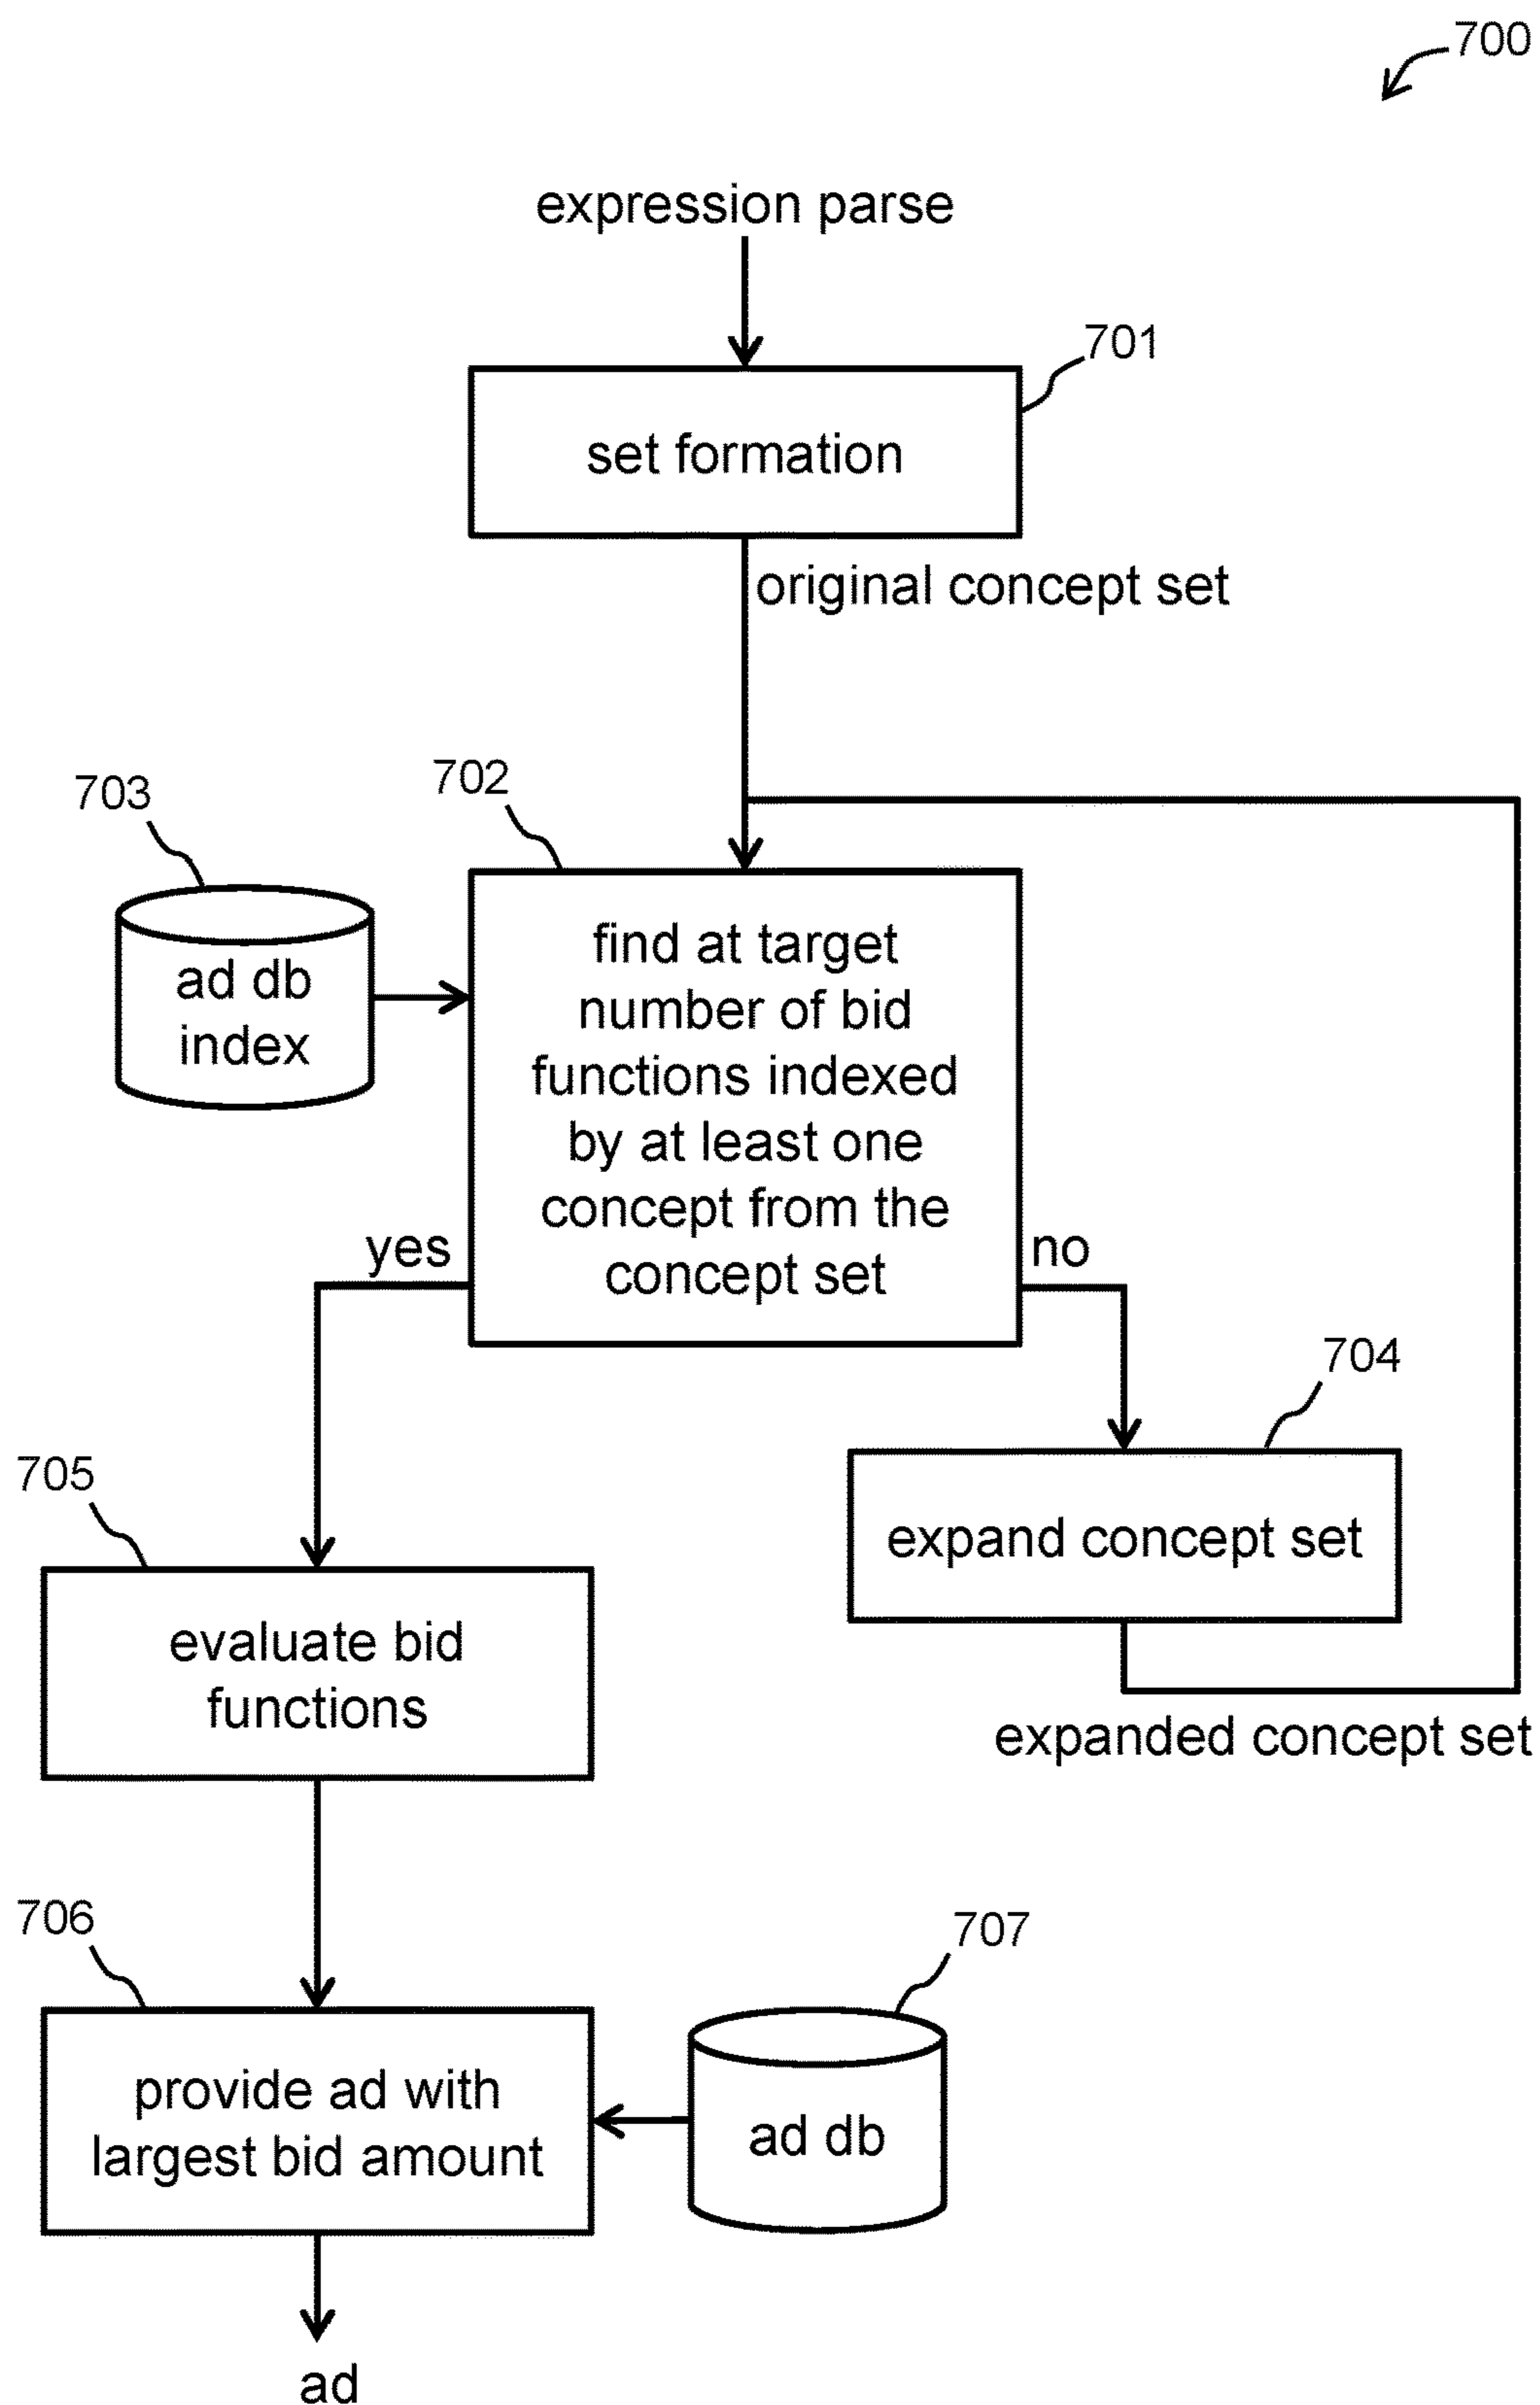 700
expression parse
701
set formation
original concept set
702
703
find at target
number of bid
functions indexed
by at least one
concept from the
concept set
ad db
index
yes
no
704
705
expand concept set
evaluate bid
functions
expanded concept set
706
707
provide ad with
largest bid amount
ad db
ad